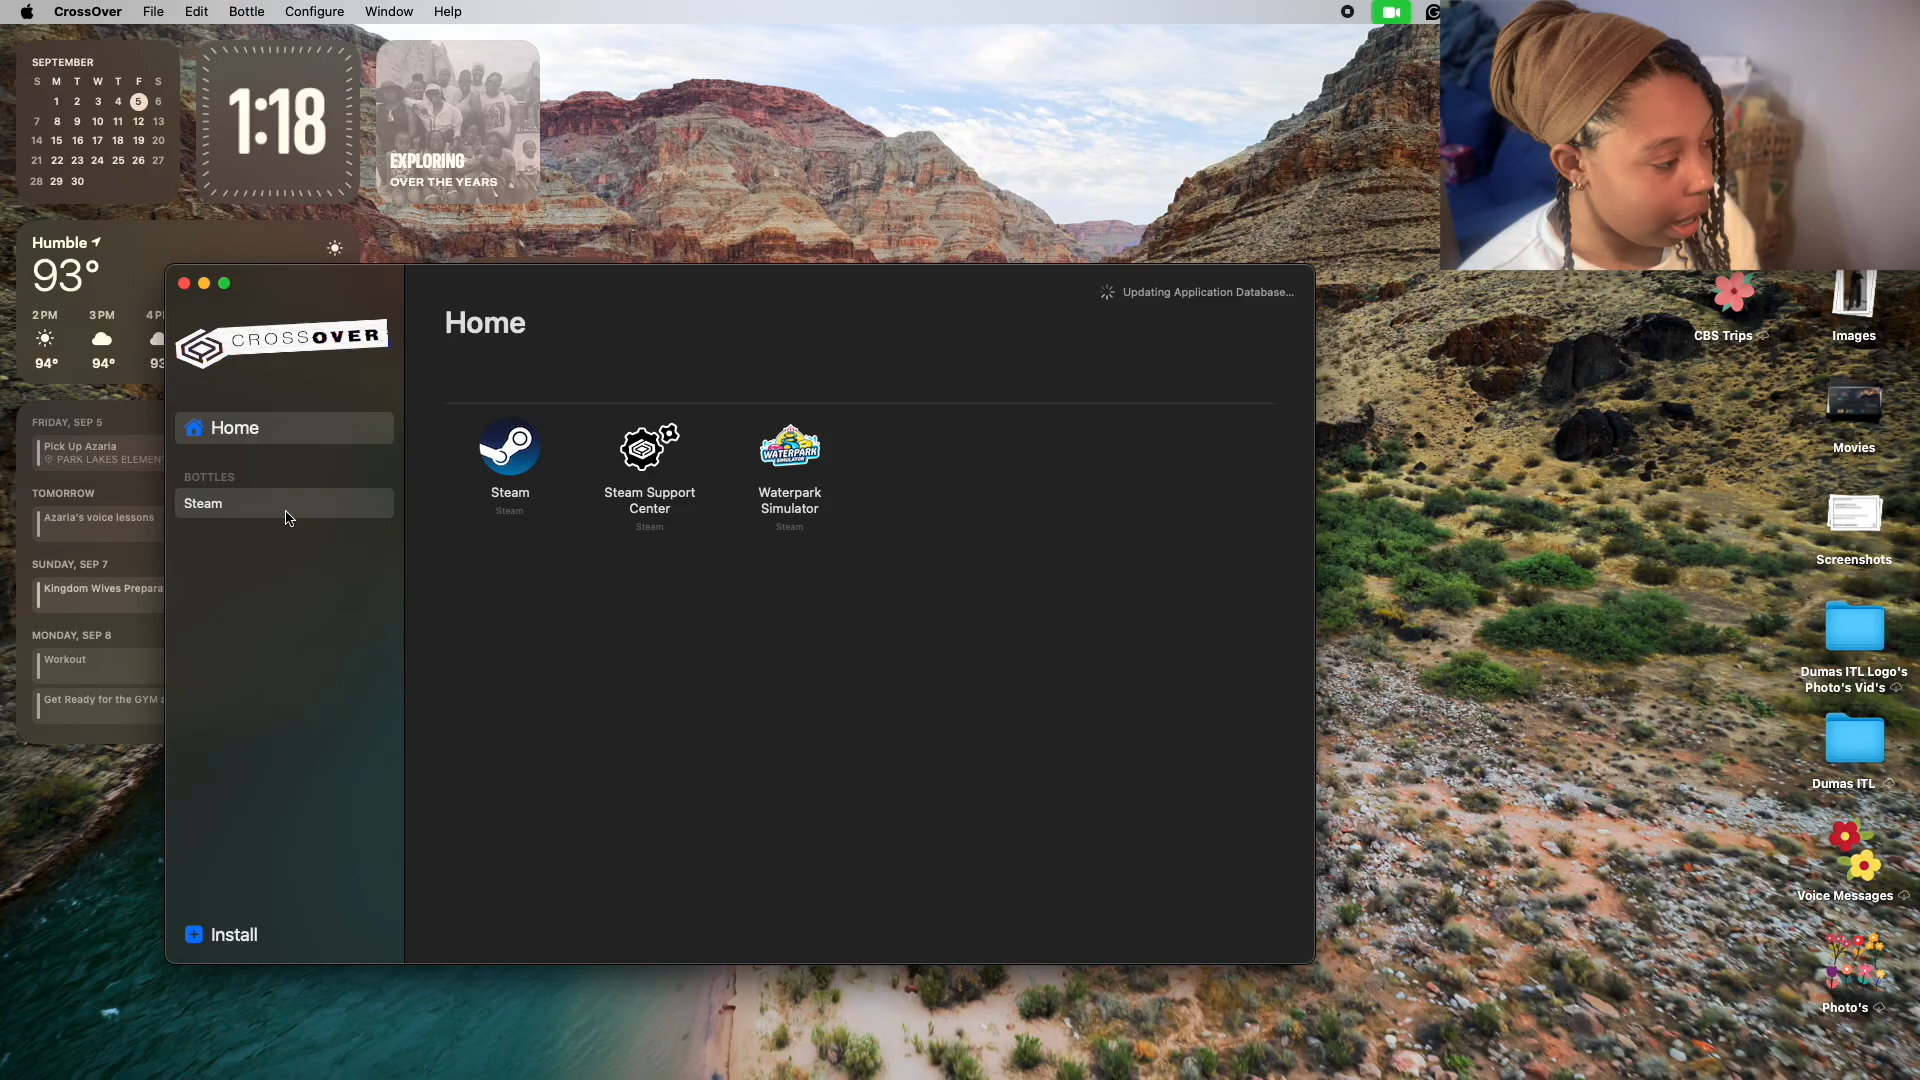 CrossOver File Edit Bottle Configure Window Help
SEPTEMBER
S M T W T F S
1 2 3 4 5 6
7 8 9 10 11 12 13
14 15 16 17 18 19 20
21 22 23 24 25 26 27
28 29 30
1:18
EXPLORING
OVER THE YEARS
Humble
93°
2 PM 3 PM
94° 94°
FRIDAY, SEP 5
Pick Up Azaria
PARK LAKES ELEMENT
TOMORROW
Azaria's voice lessons
SUNDAY, SEP 7
Kingdom Wives Prepara
MONDAY, SEP 8
Workout
Get Ready for the GYM
CROSSOVER
Home
BOTTLES
Steam
Install
Updating Application Database...
Home
WATERPARK
SIMULATOR
Steam
Steam
Steam Support
Center
Steam
Waterpark
Simulator
Steam
CBS Trips
Images
Movies
Screenshots
Dumas ITL Logo's
Photo's Vid's
Dumas ITL
Voice Messages
Photo's